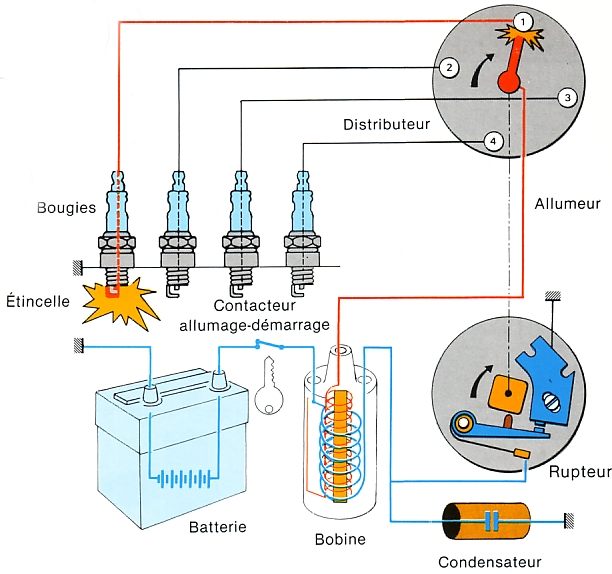 1
2
3
Distributeur
4
Bougies
Allumeur
Étincelle
Contacteur
allumage-démarrage
Rupteur
Batterie
Bobine
Condensateur